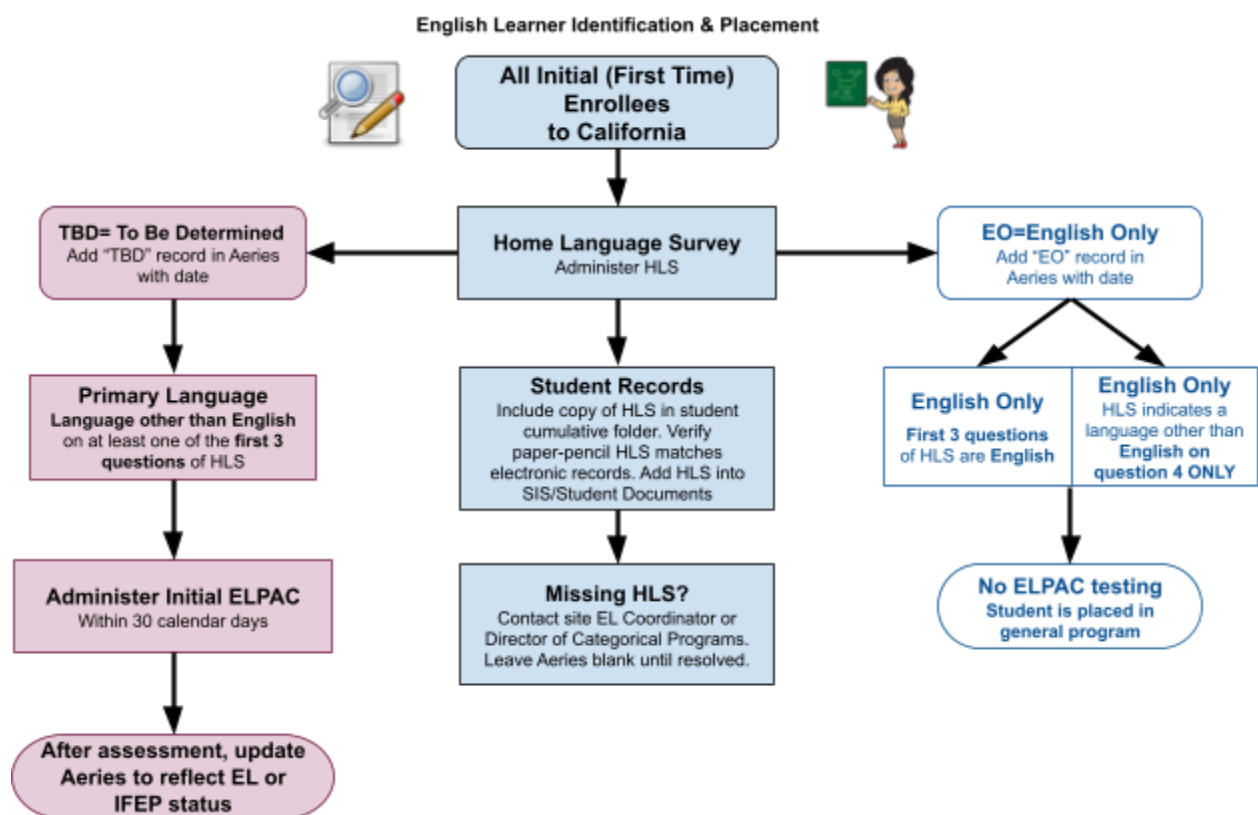 English Learner Identification & Placement
All Initial (First Time)
Enrollees
to California
TBD= To Be Determined
Add “TBD” record in Aeries
with date
Home Language Survey
Administer HLS
EO=English Only
Add “EO” record in
Aeries with date
Primary Language
Language other than English
on at least one of the first 3
questions of HLS
Student Records
Include copy of HLS in student
cumulative folder. Verify
paper-pencil HLS matches
electronic records. Add HLS into
SIS/Student Documents
English Only
First 3 questions
of HLS are English
English Only
HLS indicates a
language other than
English on
question 4 ONLY
Administer Initial ELPAC
Within 30 calendar days
Missing HLS?
Contact site EL Coordinator or
Director of Categorical Programs.
Leave Aeries blank until resolved.
No ELPAC testing
Student is placed in
general program
After assessment, update
Aeries to reflect EL or
IFEP status